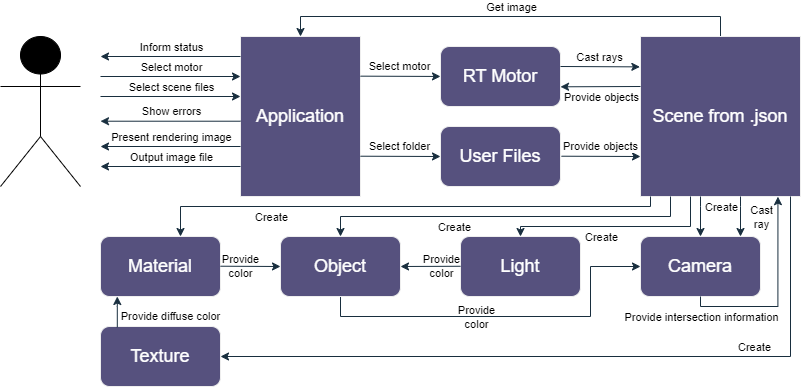 Get image
Inform status
Select motor
Select scene files
Show errors
Present rendering image
Output image file
Application
Select motor
Select folder
RT Motor
User Files
Cast rays
Provide objects
Provide objects
Scene from .json
Create
Create
Create
Create
Cast
ray
Material
Provide
color
Object
Provide
color
Light
Camera
Provide
color
Provide intersection information
Provide diffuse color
Texture
Create